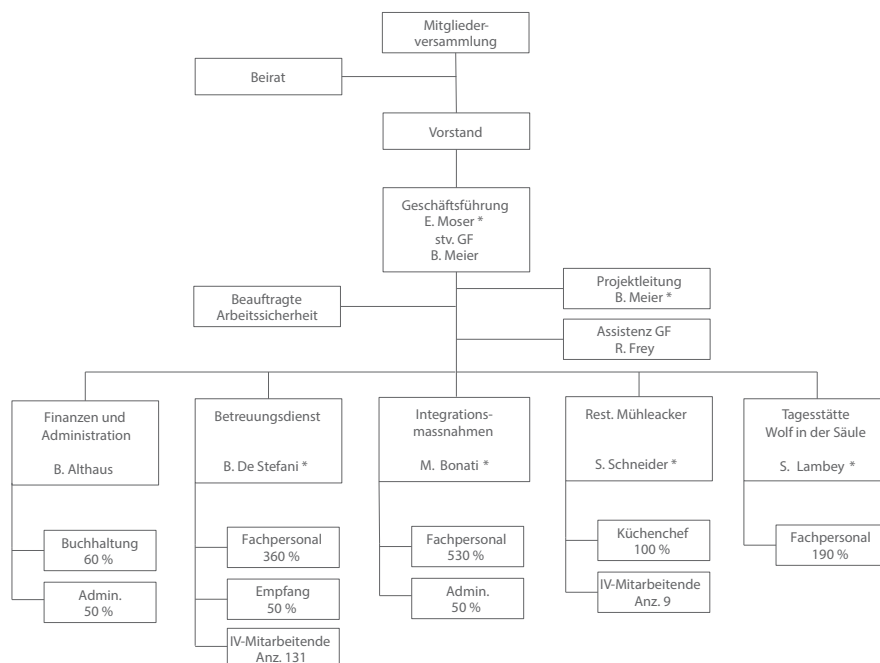 Mitglieder-
versammlung
Beirat
Vorstand
Geschäftsführung
E. Moser *
stv. GF
B. Meier
Projektleitung
B. Meier *
Beauftragte
Arbeitssicherheit
Assistenz GF
R. Frey
Finanzen und
Administration
B. Althaus
Buchhaltung
60 %
Admin.
50 %
Betreuungsdienst
B. De Stefani *
Fachpersonal
360 %
Empfang
50 %
IV-Mitarbeitende
Anz. 131
Integrations-
massnahmen
M. Bonati *
Fachpersonal
530 %
Admin.
50 %
Rest. Mühleacker
S. Schneider *
Küchenchef
100 %
IV-Mitarbeitende
Anz. 9
Tagesstätte
Wolf in der Säule
S. Lambey *
Fachpersonal
190 %